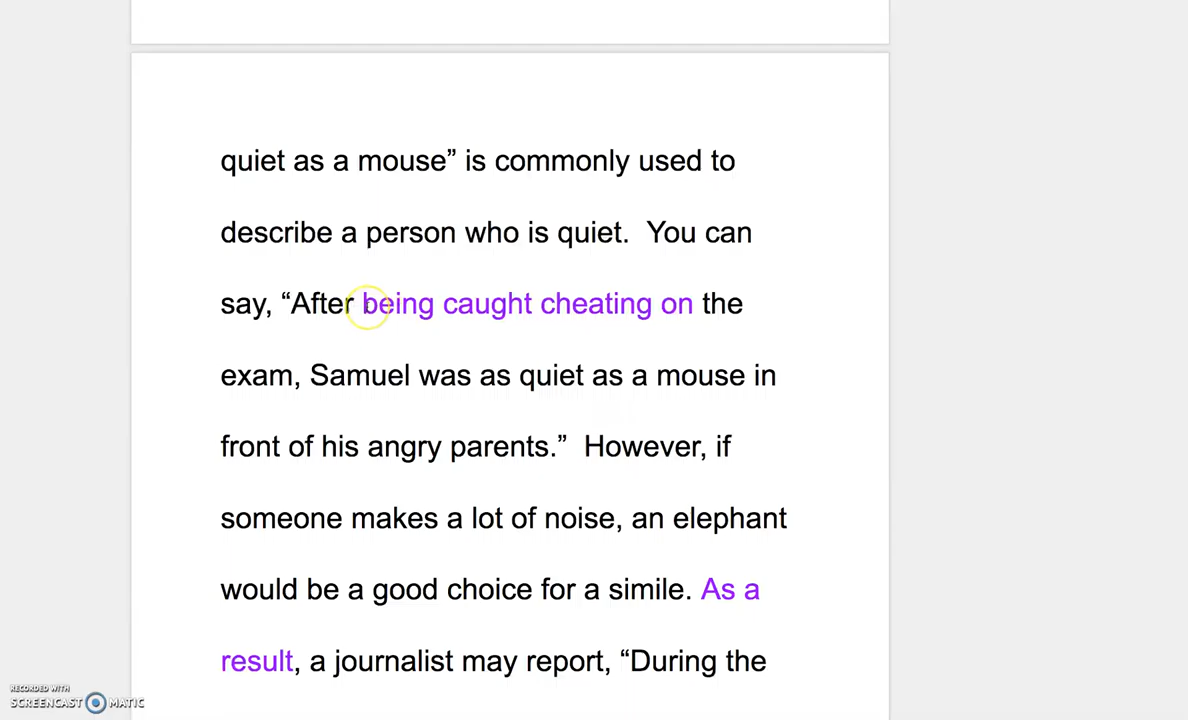 quiet as a mouse” is commonly used to
describe a person who is quiet.  You can
say, “After being caught cheating on the
exam, Samuel was as quiet as a mouse in
front of his angry parents.”  However, if
someone makes a lot of noise, an elephant
would be a good choice for a simile. As a
result, a journalist may report, “During the
RECORDED WITH
SCREENCAST MATIC